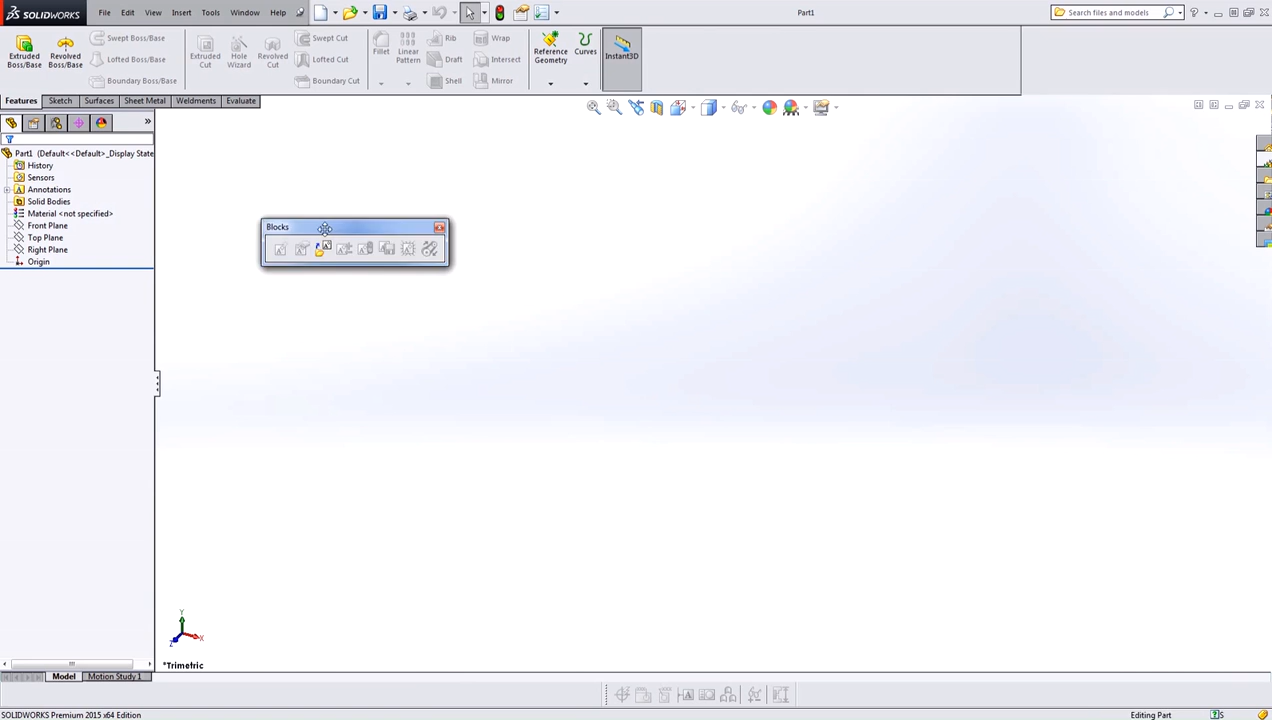 SOLIDWORKS File Edit View Insert Tools Window Help Part1 Search files and models
Extruded Boss/Base
Revolved Boss/Base
Swept Boss/Base
Lofted Boss/Base
Boundary Boss/Base
Extruded Cut
Hole Wizard
Revolved Cut
Swept Cut
Lofted Cut
Boundary Cut
Fillet
Linear Pattern
Rib
Draft
Shell
Wrap
Intersect
Mirror
Reference Geometry
Curves
Instant3D
Features Sketch Surfaces Sheet Metal Weldments Evaluate
Part1 (Default<<Default>_Display State
History
Sensors
Annotations
Solid Bodies
Material <not specified>
Front Plane
Top Plane
Right Plane
Origin
Blocks
Y
X
Z
*Trimetric
Model Motion Study 1
SOLIDWORKS Premium 2015 x64 Edition Editing Part